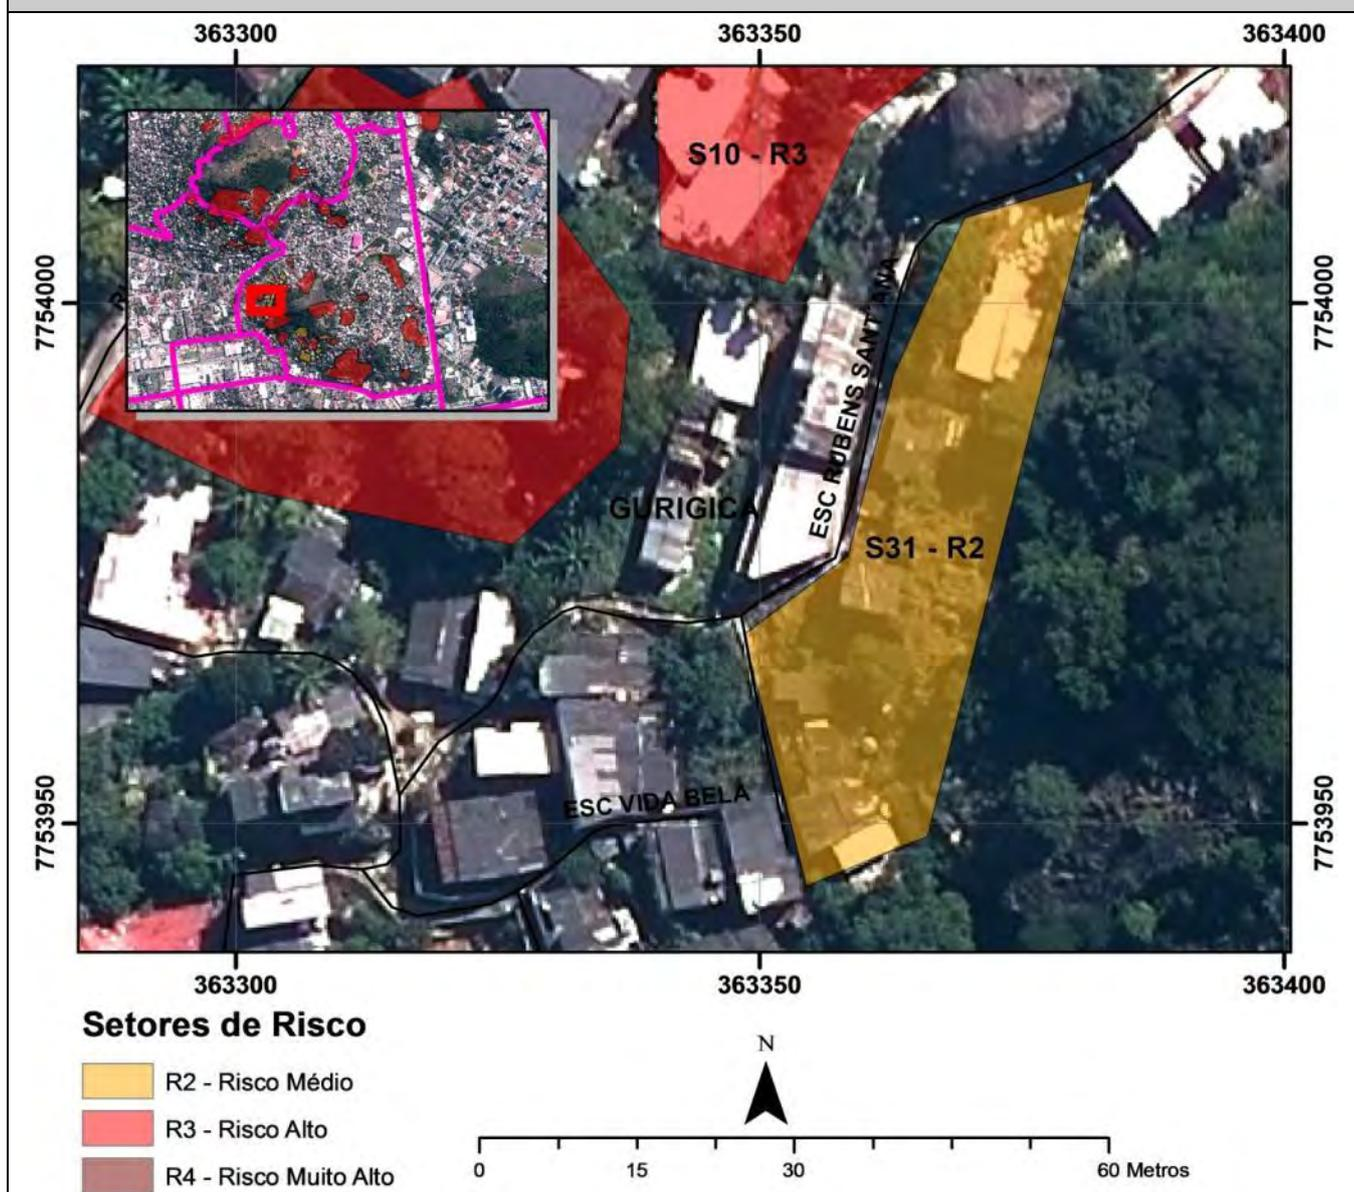 363300
363350
363400
S10 - R3
7754000
7754000
ESC RUBENS SANT ANA
GURIGICA
S31 - R2
ESC VIDA BELA
7753950
7753950
363300
363350
363400
Setores de Risco
N
R2 - Risco Médio
R3 - Risco Alto
R4 - Risco Muito Alto
0 15 30 60 Metros